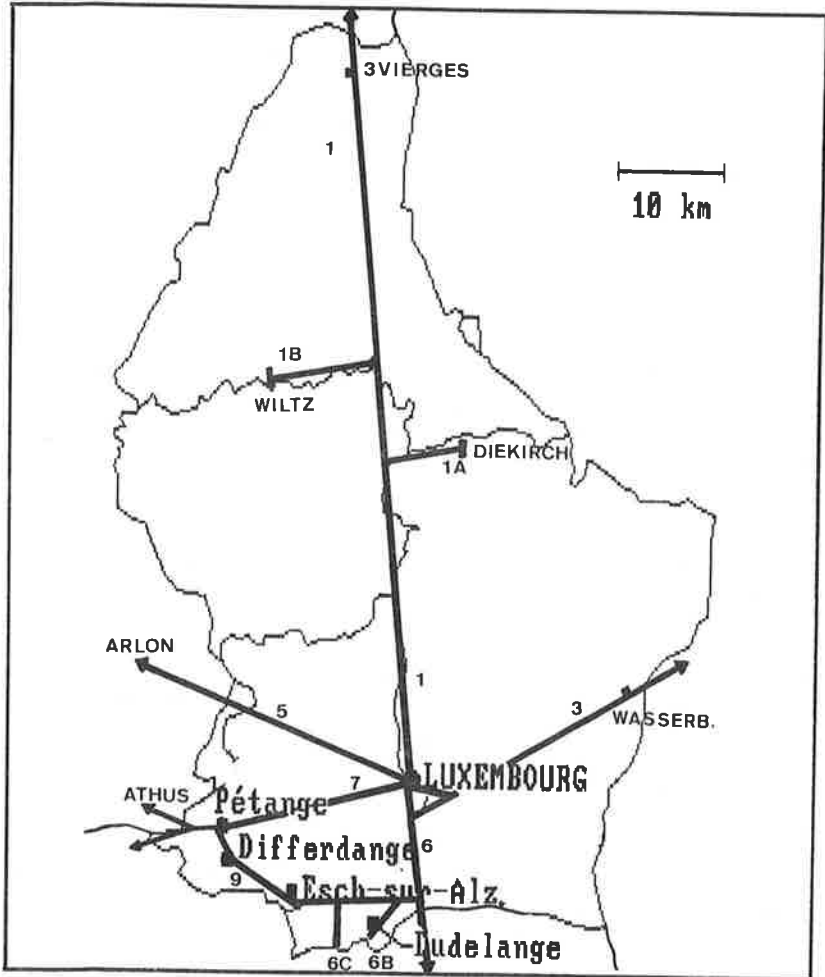 3VIERGES
1
10 km
1B
WILTZ
DIEKIRCH
1A
ARLON
1
5
3
WASSERB.
LUXEMBOURG
7
ATHUS
Pétange
6
Differdange
9
Esch-sur-Alz.
Dudelange
6C
6B